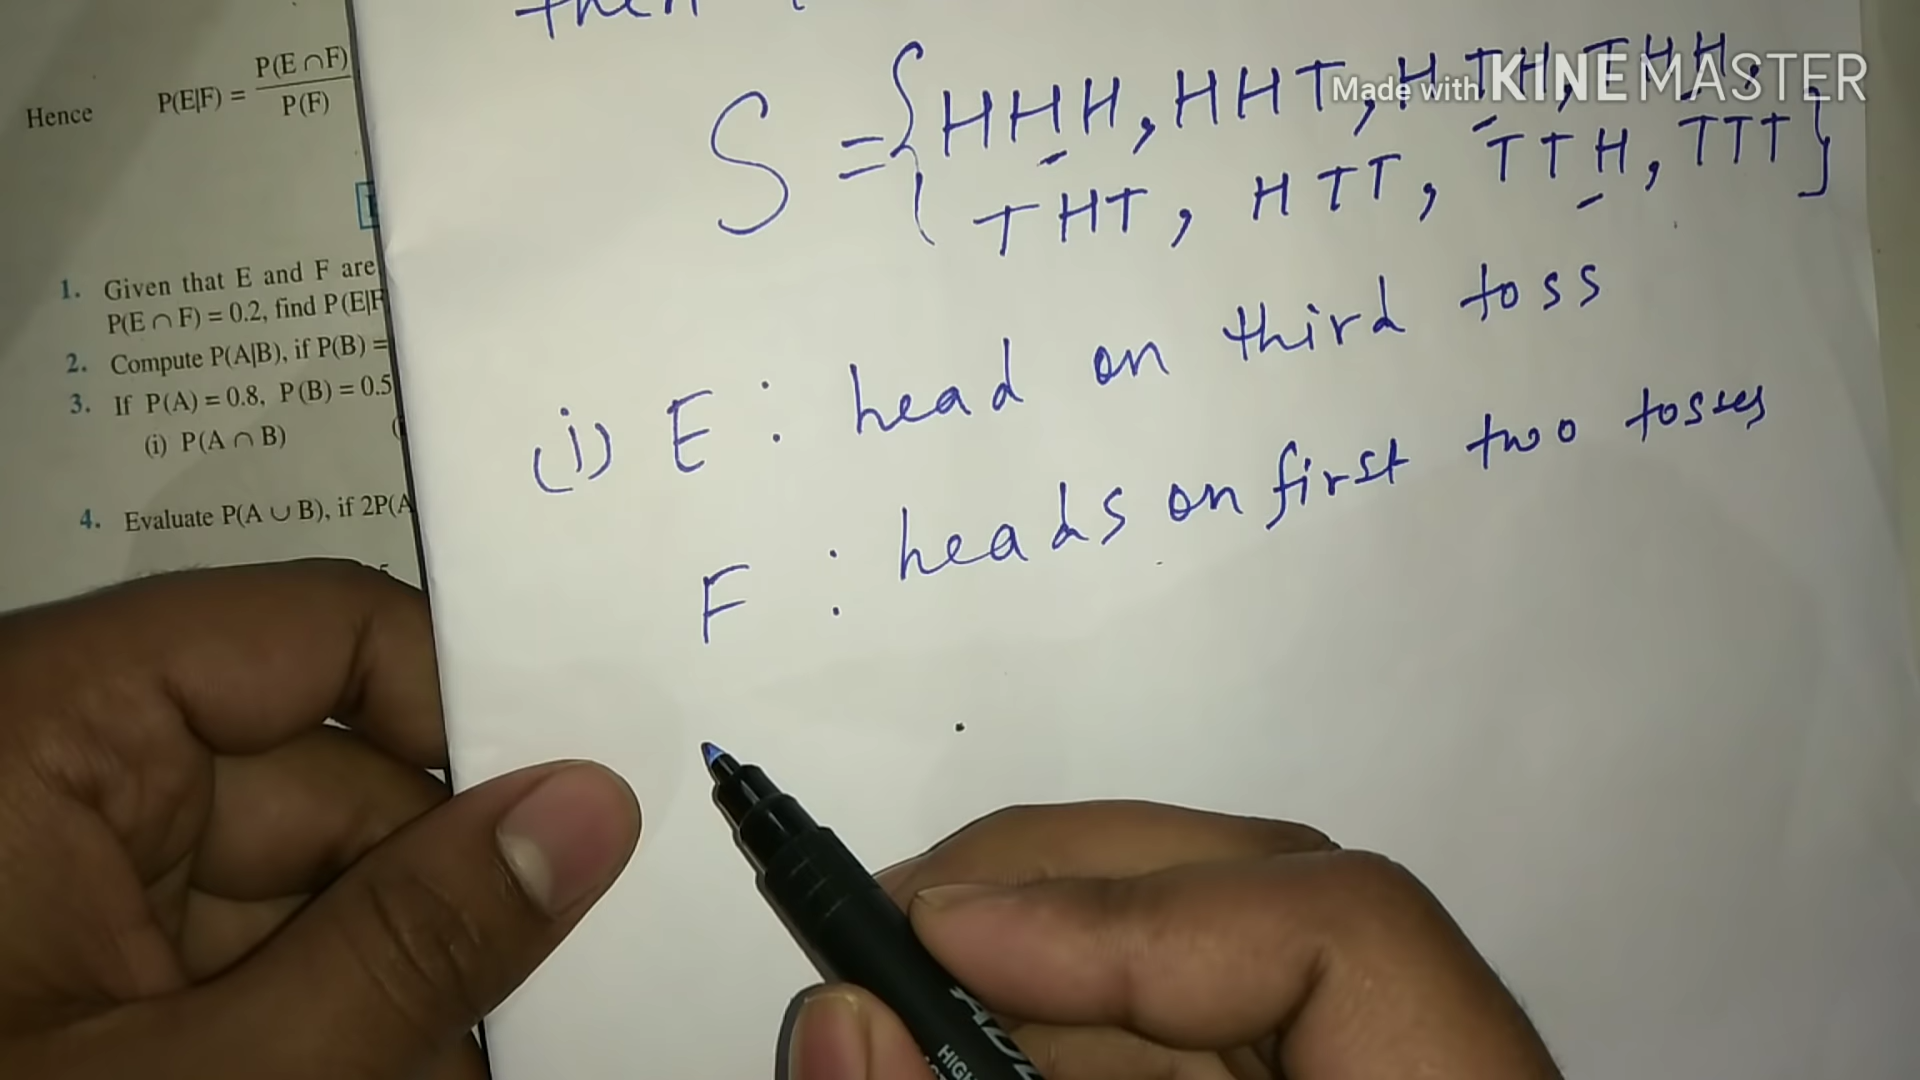 then
Hence P(E|F) = P(E ∩ F) / P(F)
Made with KINEMASTER
S = {HHH, HHT, HTH, THH,
THT, HTT, TTH, TTT}
1. Given that E and F are
P(E ∩ F) = 0.2, find P(E|F
2. Compute P(A|B), if P(B) =
3. If P(A) = 0.8, P(B) = 0.5
(i) P(A ∩ B)
4. Evaluate P(A ∪ B), if 2P(A
(i) E : head on third toss
F : heads on first two tosses
HIGH